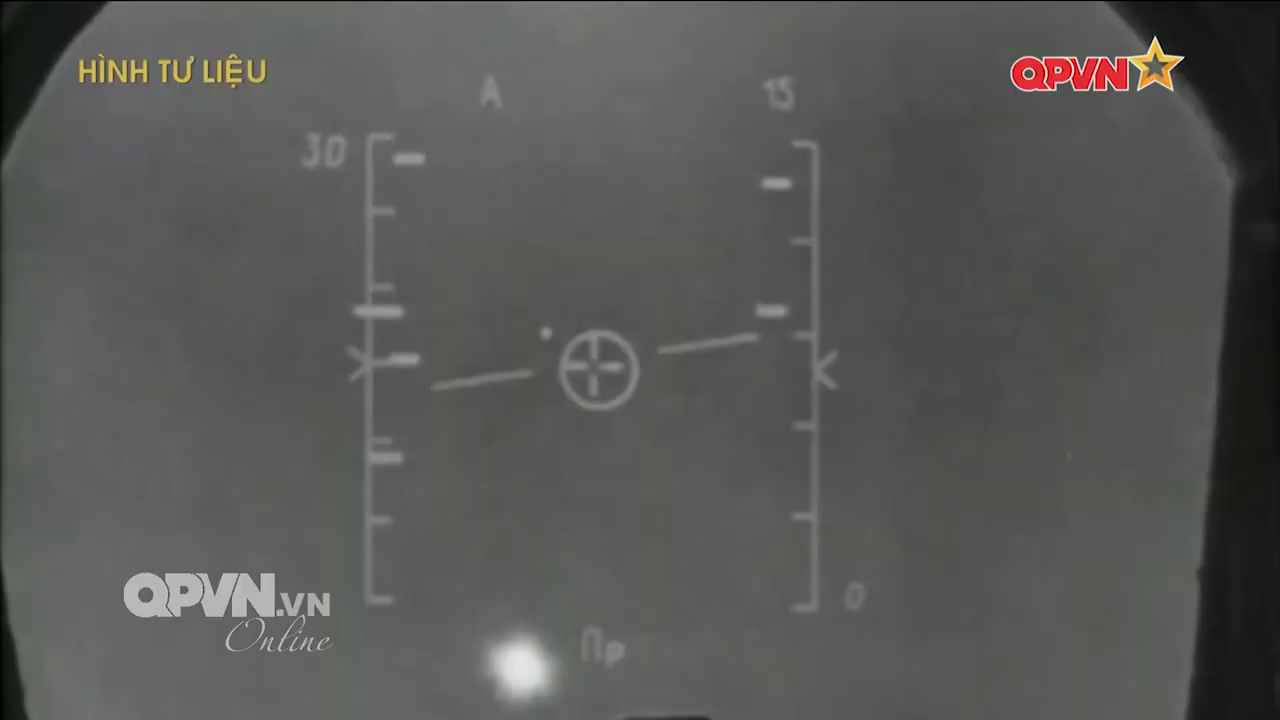 HÌNH TƯ LIỆU
QPVN
A
15
30
0
QPVN.VN
Online
Пр